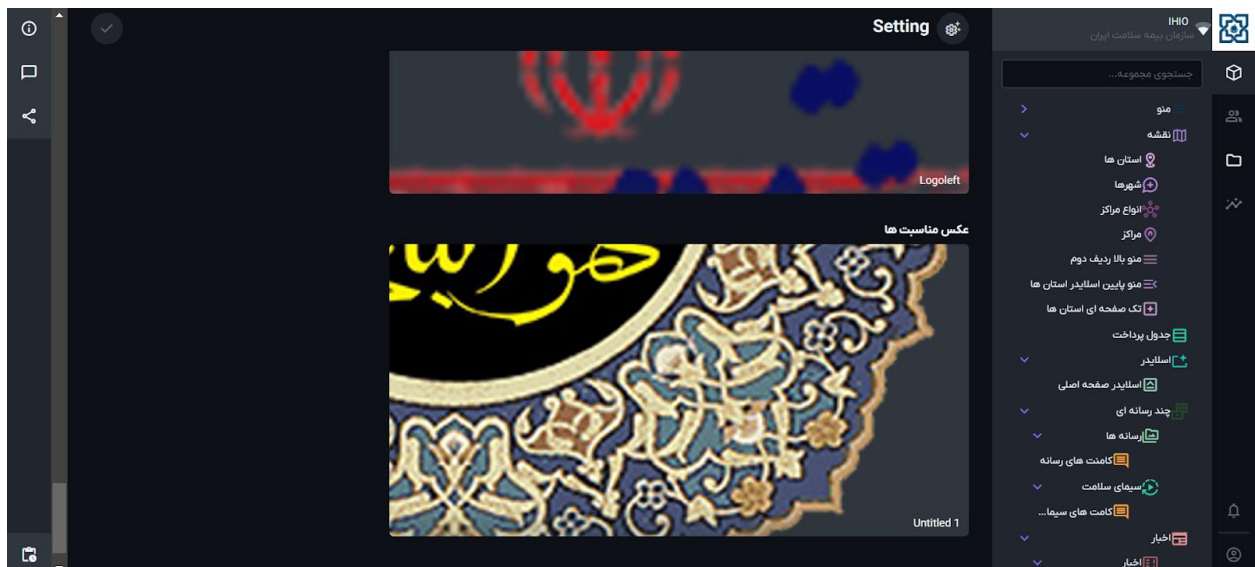 IHIO
سازمان بیمه سلامت ایران
جستجوی مجموعه...
منو
نقشه
استان ها
شهرها
انواع مراکز
مراکز
منو بالا ردیف دوم
منو پایین اسلایدر استان ها
تک صفحه ای استان ها
جدول پرداخت
اسلایدر
اسلایدر صفحه اصلی
چند رسانه ای
رسانه ها
کامنت های رسانه
سیمای سلامت
کامت های سیما...
اخبار
اخبار
Setting
Logoleft
عکس مناسبت ها
Untitled 1